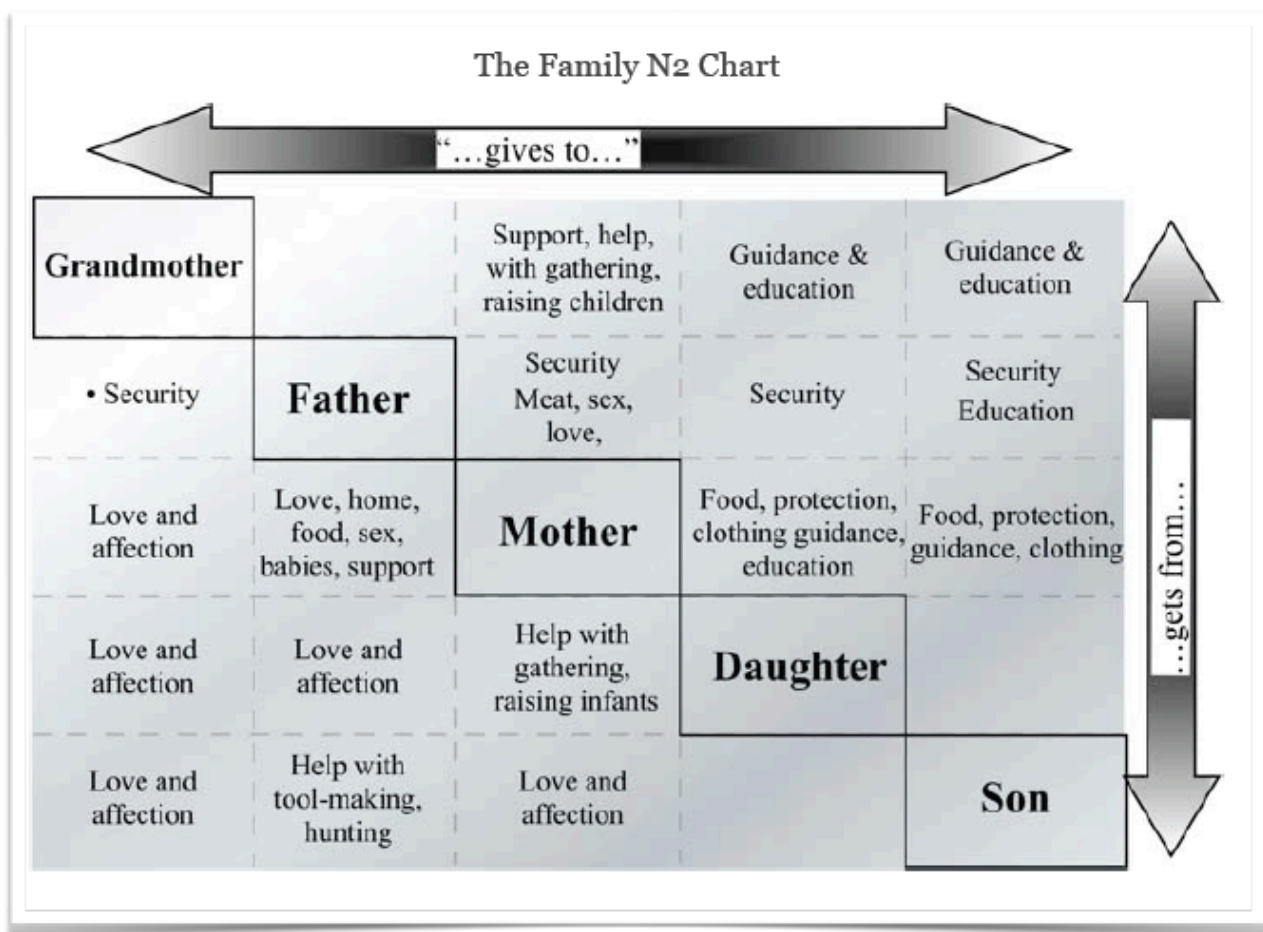 The Family N2 Chart
“…gives to…”
Grandmother
Support, help,
with gathering,
raising children
Guidance &
education
Guidance &
education
• Security
Father
Security
Meat, sex,
love,
Security
Security
Education
Love and
affection
Love, home,
food, sex,
babies, support
Mother
Food, protection,
clothing guidance,
education
Food, protection,
guidance, clothing
Love and
affection
Love and
affection
Help with
gathering,
raising infants
Daughter
Love and
affection
Help with
tool-making,
hunting
Love and
affection
Son
…gets from…